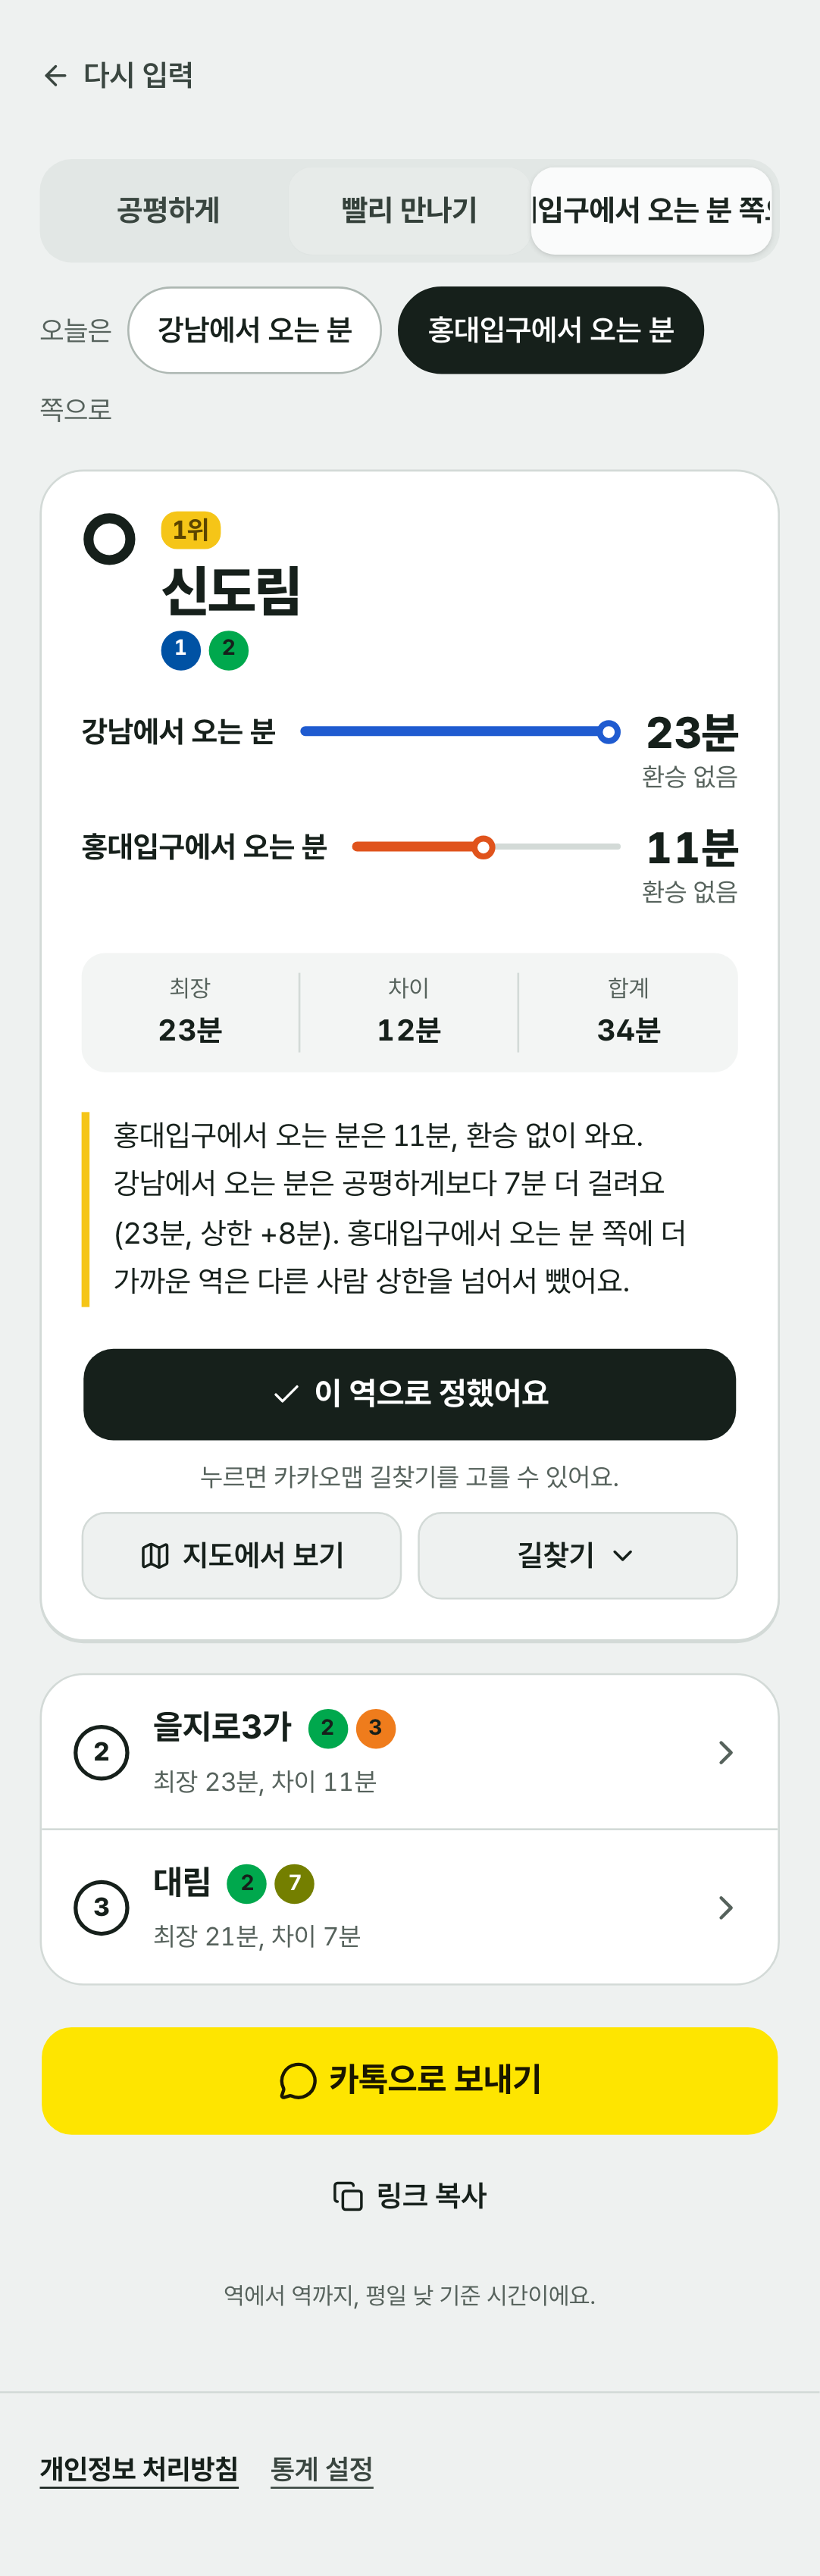 다시 입력
공평하게
빨리 만나기
입구에서 오는 분 쪽
오늘은
강남에서 오는 분
홍대입구에서 오는 분
쪽으로
1위
신도림
1 2
강남에서 오는 분
23분
환승 없음
홍대입구에서 오는 분
11분
환승 없음
최장
차이
합계
23분
12분
34분
홍대입구에서 오는 분은 11분, 환승 없이 와요.
강남에서 오는 분은 공평하게보다 7분 더 걸려요
(23분, 상한 +8분). 홍대입구에서 오는 분 쪽에 더
가까운 역은 다른 사람 상한을 넘어서 뺐어요.
이 역으로 정했어요
누르면 카카오맵 길찾기를 고를 수 있어요.
지도에서 보기
길찾기
2
을지로3가 2 3
최장 23분, 차이 11분
3
대림 2 7
최장 21분, 차이 7분
카톡으로 보내기
링크 복사
역에서 역까지, 평일 낮 기준 시간이에요.
개인정보 처리방침
통계 설정